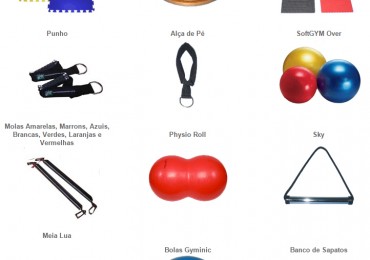 Punho
Alça de Pé
SoftGYM Over
Molas Amarelas, Marrons, Azuis,
Brancas, Verdes, Laranjas e
Vermelhas
Physio Roll
Sky
Meia Lua
Bolas Gyminic
Banco de Sapatos